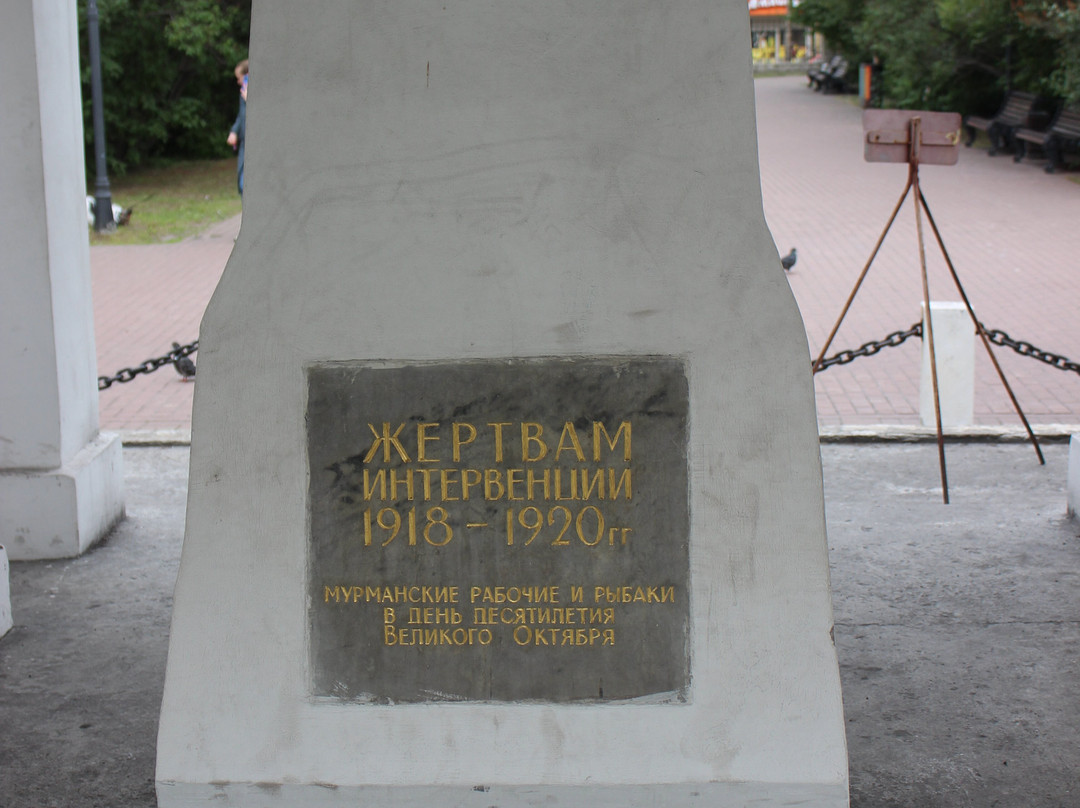 ЖЕРТВАМ
ИНТЕРВЕНЦИИ
1918 – 1920гг
МУРМАНСКИЕ РАБОЧИЕ И РЫБАКИ
В ДЕНЬ ДЕСЯТИЛЕТИЯ
ВЕЛИКОГО ОКТЯБРЯ